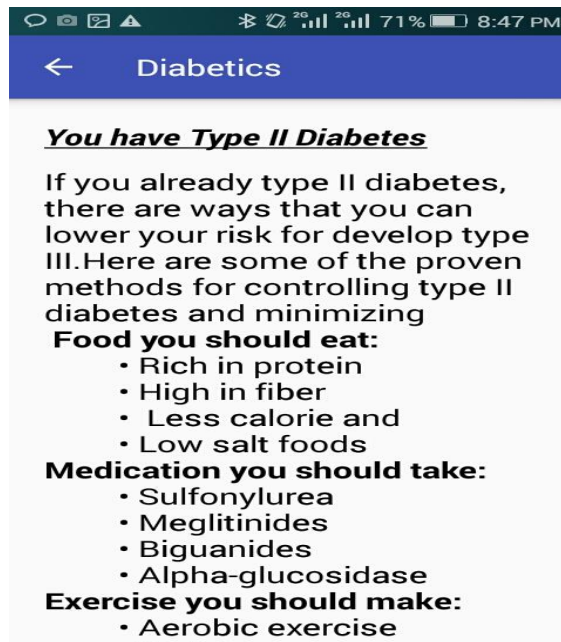 2G 2G 71% 8:47 PM
Diabetics
You have Type II Diabetes
If you already type II diabetes,
there are ways that you can
lower your risk for develop type
III.Here are some of the proven
methods for controlling type II
diabetes and minimizing
Food you should eat:
• Rich in protein
• High in fiber
• Less calorie and
• Low salt foods
Medication you should take:
• Sulfonylurea
• Meglitinides
• Biguanides
• Alpha-glucosidase
Exercise you should make:
• Aerobic exercise